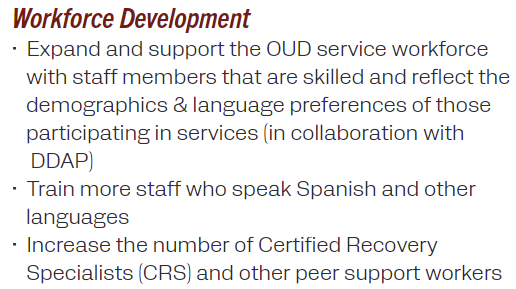 Workforce Development
· Expand and support the OUD service workforce
with staff members that are skilled and reflect the
demographics & language preferences of those
participating in services (in collaboration with
DDAP)
· Train more staff who speak Spanish and other
languages
· Increase the number of Certified Recovery
Specialists (CRS) and other peer support workers